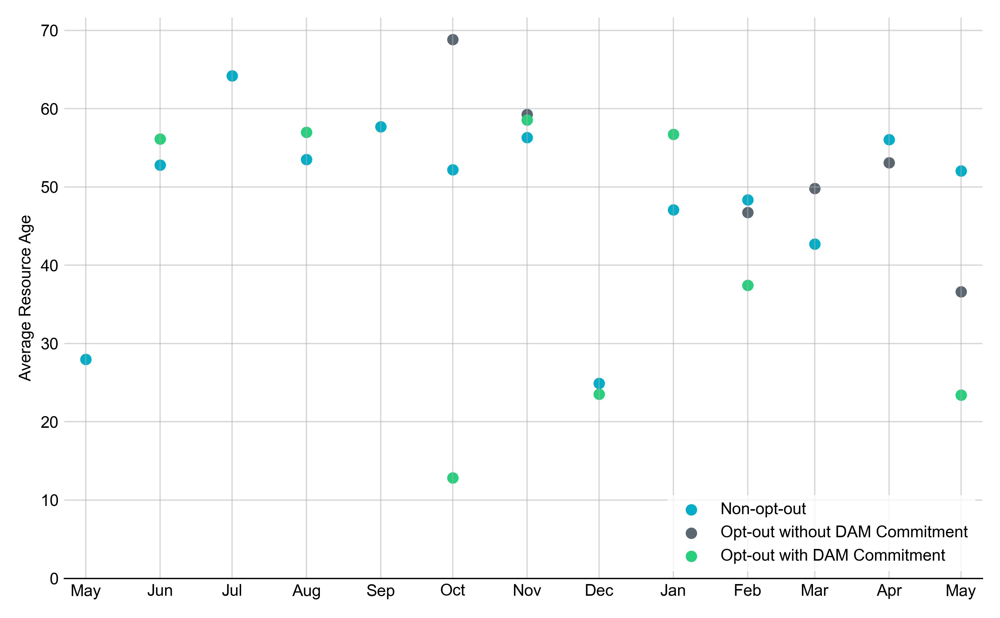 Average Resource Age
70
60
50
40
30
20
10
0
May Jun Jul Aug Sep Oct Nov Dec Jan Feb Mar Apr May
Non-opt-out
Opt-out without DAM Commitment
Opt-out with DAM Commitment